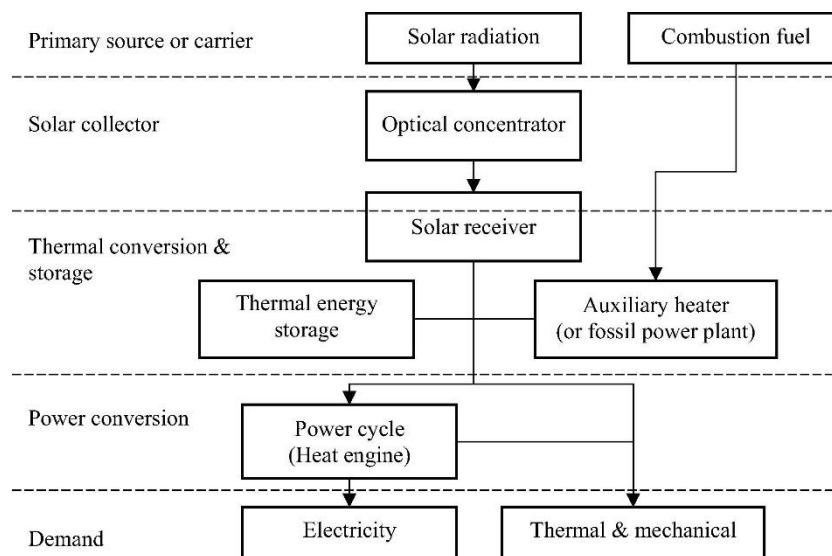 Primary source or carrier
Solar radiation
Combustion fuel
Solar collector
Optical concentrator
Solar receiver
Thermal conversion &
storage
Thermal energy
storage
Auxiliary heater
(or fossil power plant)
Power conversion
Power cycle
(Heat engine)
Demand
Electricity
Thermal & mechanical